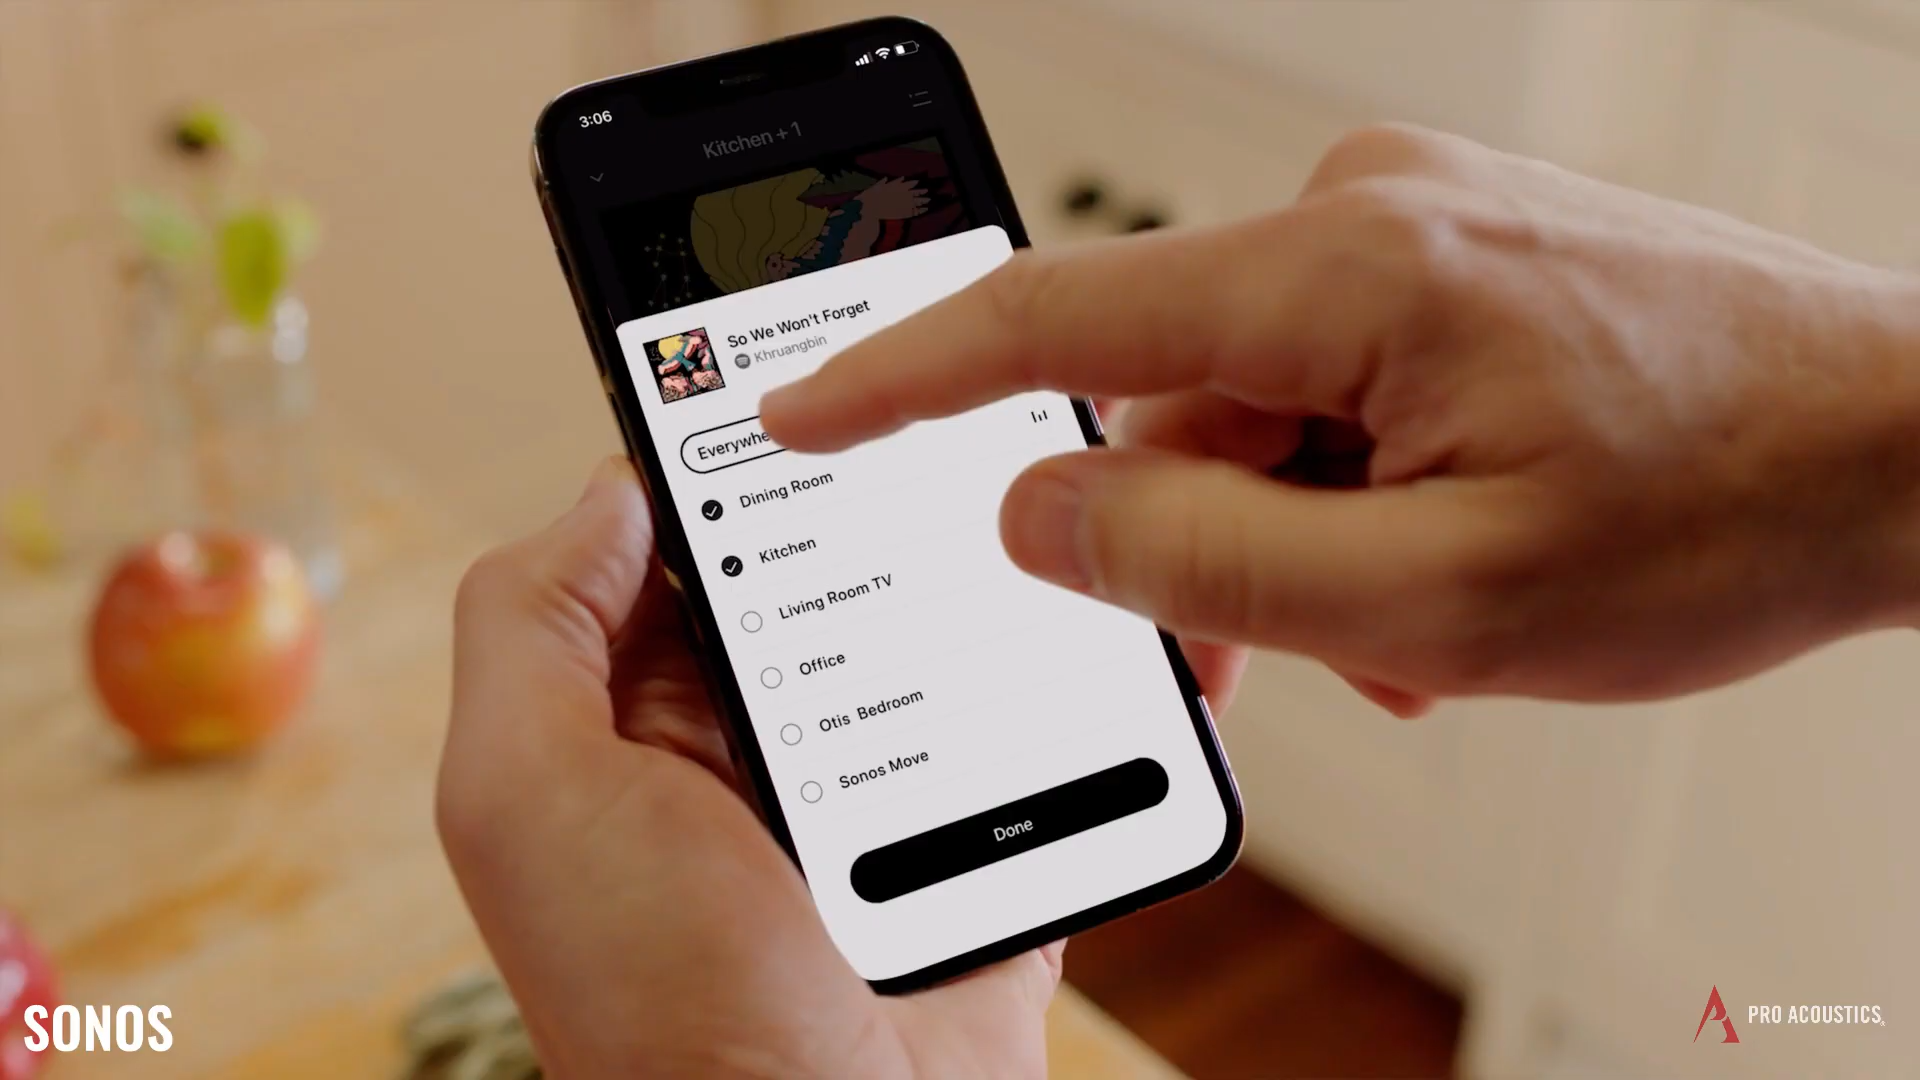 3:06
Kitchen + 1
So We Won't Forget
Khruangbin
Everywhe
Dining Room
Kitchen
Living Room TV
Office
Otis Bedroom
Sonos Move
Done
SONOS
PRO ACOUSTICS